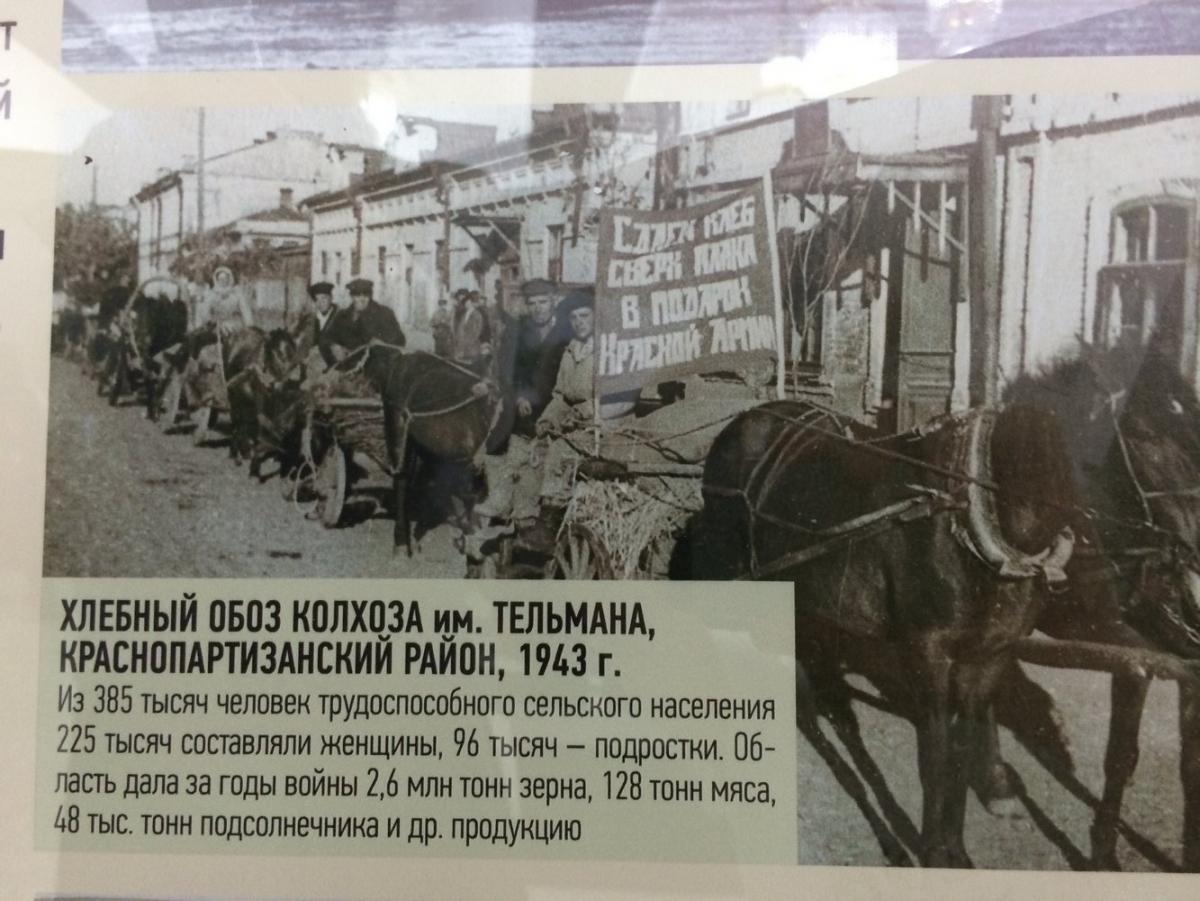 Т
Й
СДАЕМ ХЛЕБ
СВЕРХ ПЛАНА
В ПОДАРОК
КРАСНОЙ АРМИИ
ХЛЕБНЫЙ ОБОЗ КОЛХОЗА им. ТЕЛЬМАНА,
КРАСНОПАРТИЗАНСКИЙ РАЙОН, 1943 г.
Из 385 тысяч человек трудоспособного сельского населения
225 тысяч составляли женщины, 96 тысяч – подростки. Об-
ласть дала за годы войны 2,6 млн тонн зерна, 128 тонн мяса,
48 тыс. тонн подсолнечника и др. продукцию